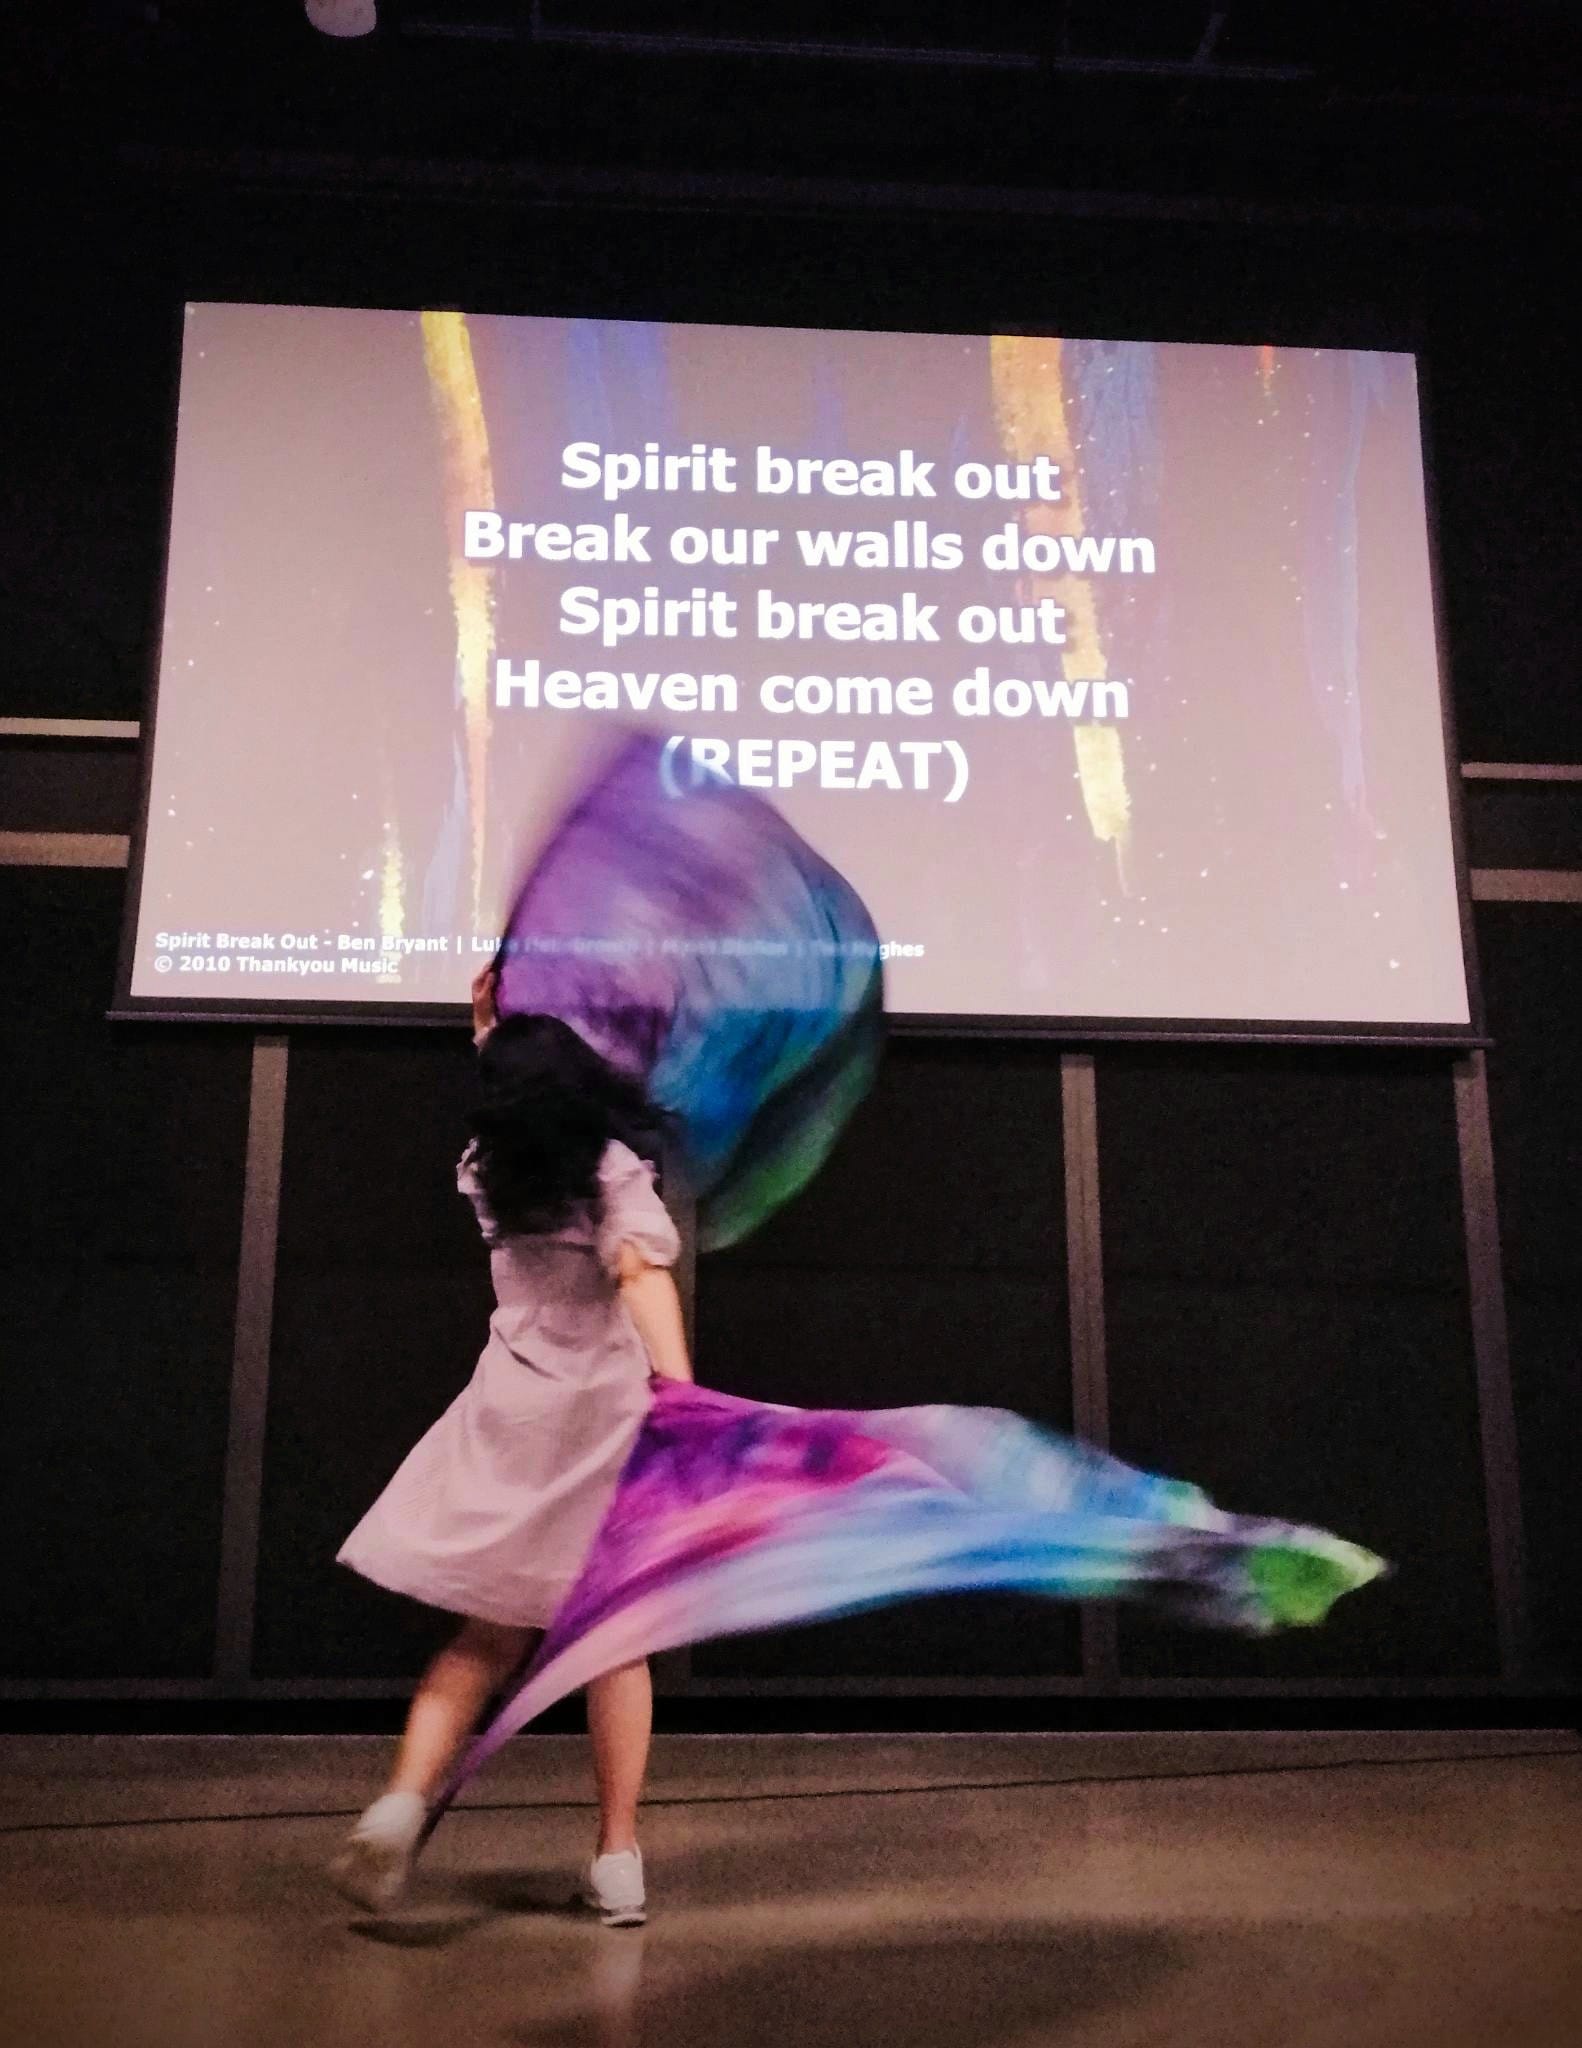 Spirit break out
Break our walls down
Spirit break out
Heaven come down
(REPEAT)
Spirit Break Out - Ben Bryant |
© 2010 Thankyou Music